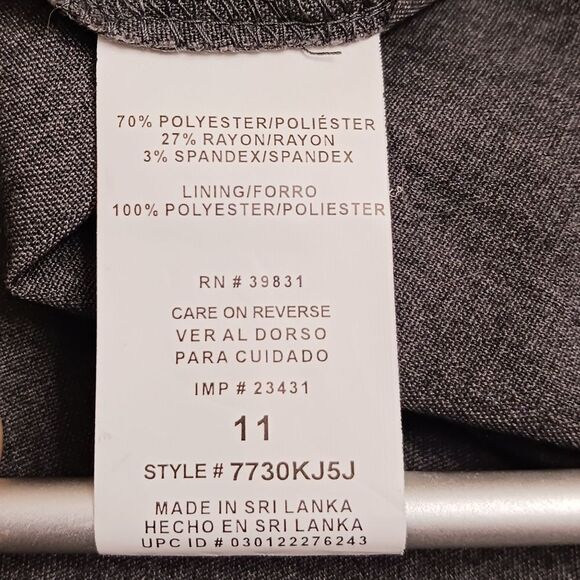 70% POLYESTER/POLIÉSTER
27% RAYON/RAYON
3% SPANDEX/SPANDEX
LINING/FORRO
100% POLYESTER/POLIESTER
RN # 39831
CARE ON REVERSE
VER AL DORSO
PARA CUIDADO
IMP # 23431
11
STYLE # 7730KJ5J
MADE IN SRI LANKA
HECHO EN SRI LANKA
UPC ID # 030122276243